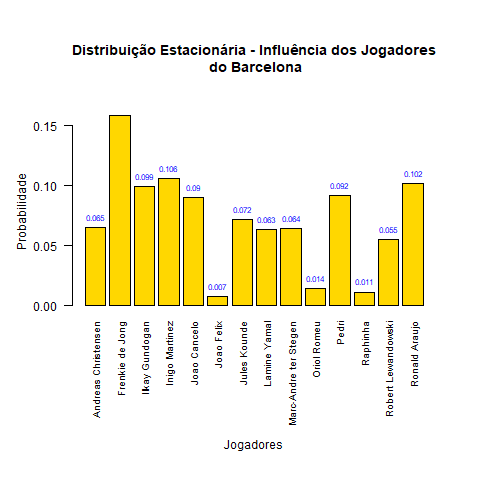 Distribuição Estacionária - Influência dos Jogadores
do Barcelona
Probabilidade
0.15
0.10
0.05
0.00
0.065
0.099
0.106
0.09
0.007
0.072
0.063
0.064
0.014
0.092
0.011
0.055
0.102
Andreas Christensen
Frenkie de Jong
Ilkay Gundogan
Inigo Martinez
Joao Cancelo
Joao Felix
Jules Kounde
Lamine Yamal
Marc-Andre ter Stegen
Oriol Romeu
Pedri
Raphinha
Robert Lewandowski
Ronald Araujo
Jogadores